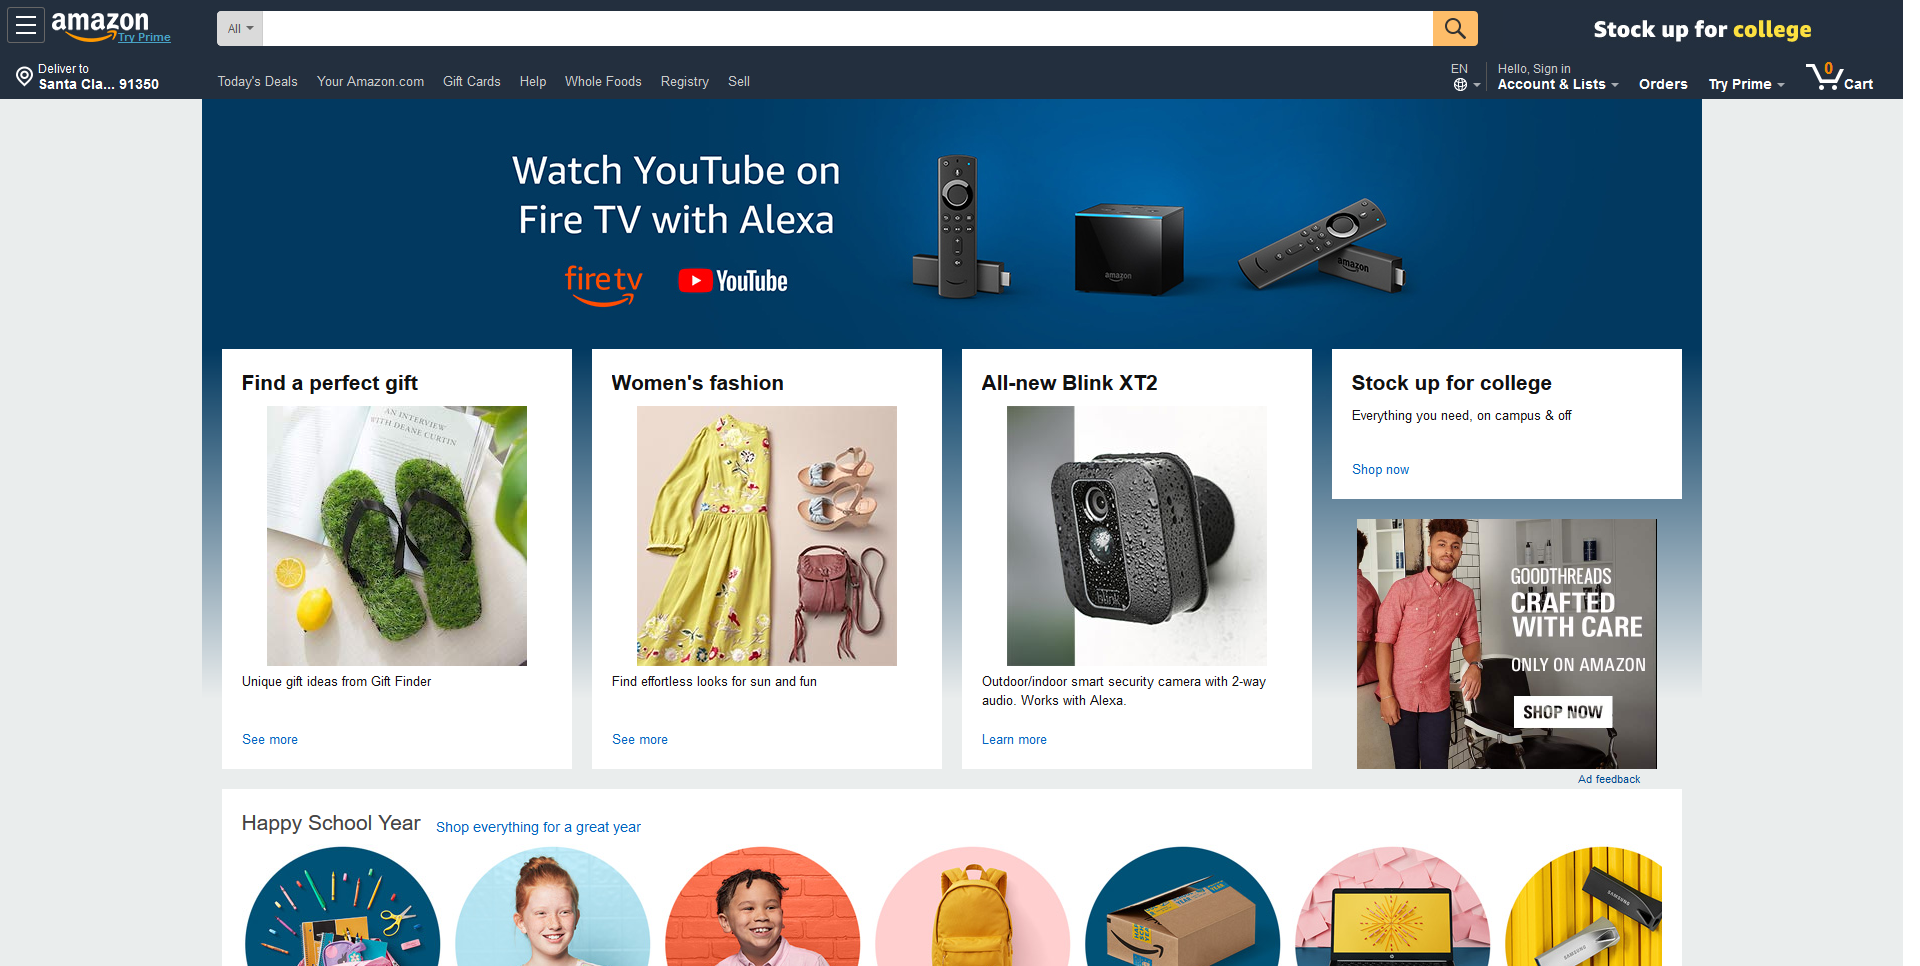 amazon
Try Prime
All
Stock up for college
Deliver to
Santa Cla... 91350
Today's Deals
Your Amazon.com
Gift Cards
Help
Whole Foods
Registry
Sell
EN
Hello, Sign in
Account & Lists
Orders
Try Prime
0
Cart
Watch YouTube on
Fire TV with Alexa
fire tv
YouTube
amazon
amazon
Find a perfect gift
AN INTERVIEW
WITH DEANE CURTIN
Unique gift ideas from Gift Finder
See more
Women's fashion
Find effortless looks for sun and fun
See more
All-new Blink XT2
blink
Outdoor/indoor smart security camera with 2-way
audio. Works with Alexa.
Learn more
Stock up for college
Everything you need, on campus & off
Shop now
GOODTHREADS
CRAFTED
WITH CARE
ONLY ON AMAZON
SHOP NOW
Ad feedback
Happy School Year
Shop everything for a great year
SAMSUNG
SAMSUNG